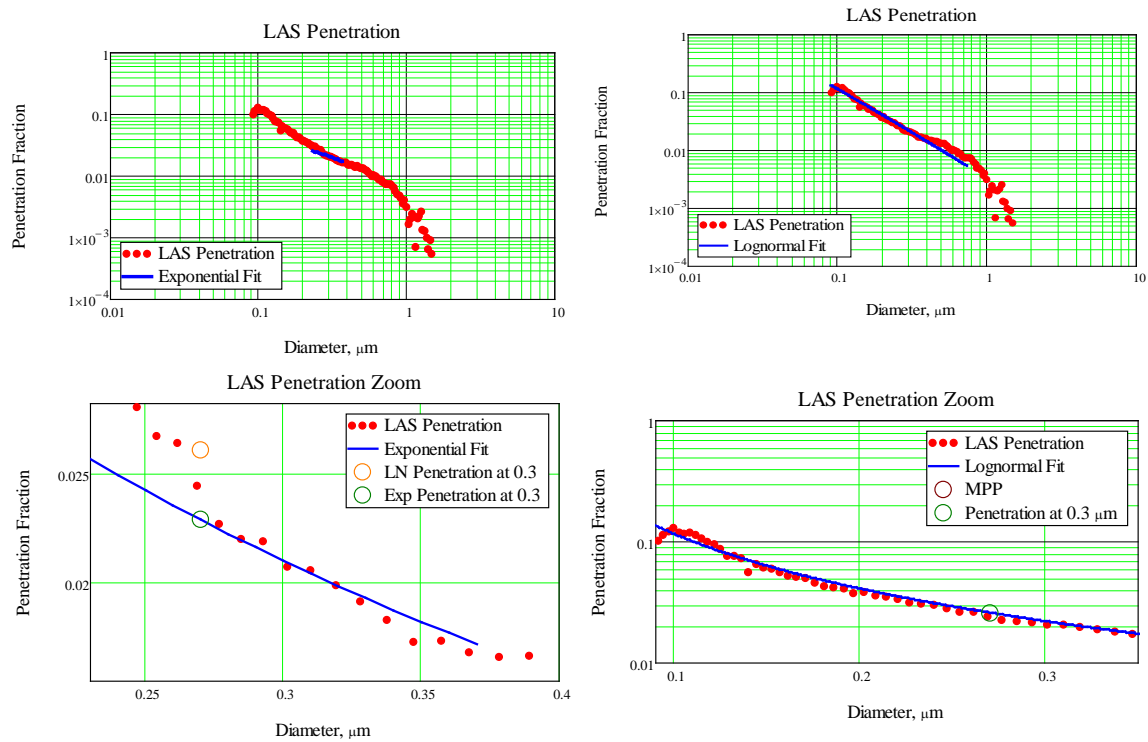 LAS Penetration
1
0.1
0.01
1×10⁻³
1×10⁻⁴
0.01
0.1
1
10
Penetration Fraction
Diameter, μm
LAS Penetration
Exponential Fit
LAS Penetration
1
0.1
0.01
1×10⁻³
1×10⁻⁴
0.01
0.1
1
10
Penetration Fraction
Diameter, μm
LAS Penetration
Lognormal Fit
LAS Penetration Zoom
0.025
0.02
0.25
0.3
0.35
0.4
Penetration Fraction
Diameter, μm
LAS Penetration
Exponential Fit
LN Penetration at 0.3
Exp Penetration at 0.3
LAS Penetration Zoom
1
0.1
0.01
0.1
0.2
0.3
Penetration Fraction
Diameter, μm
LAS Penetration
Lognormal Fit
MPP
Penetration at 0.3 μm